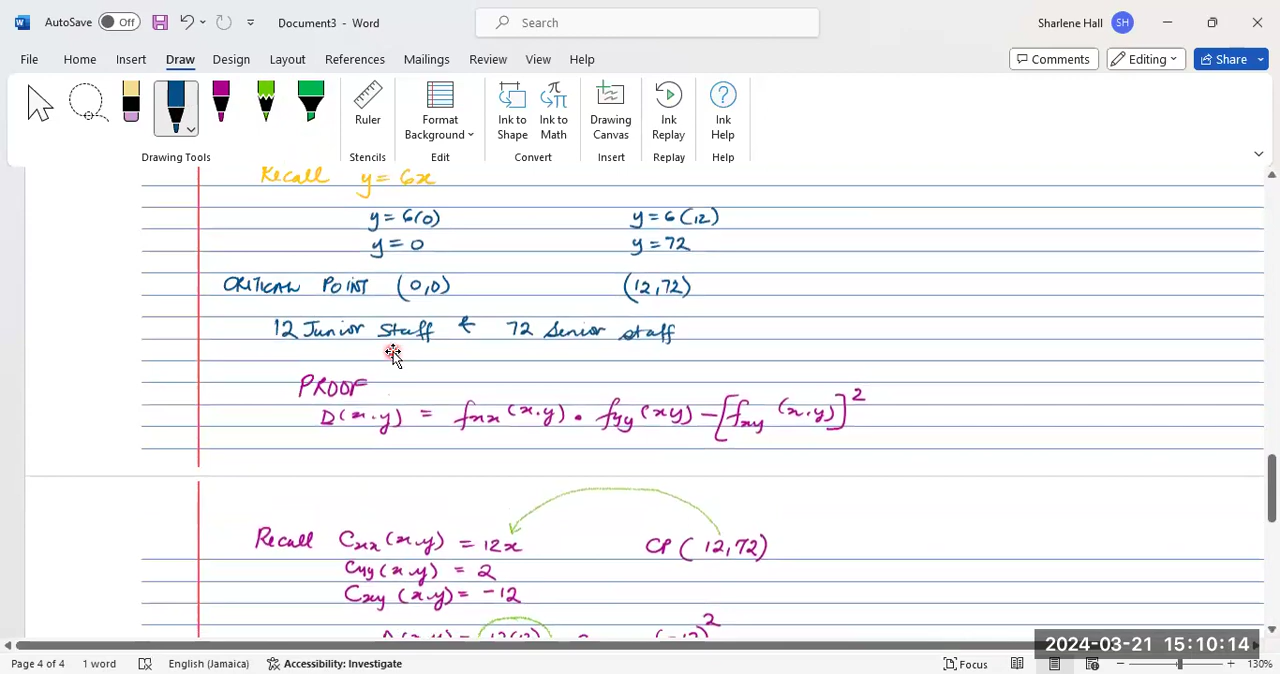 AutoSave Off Document3 - Word Search Sharlene Hall SH
File Home Insert Draw Design Layout References Mailings Review View Help Comments Editing Share
Ruler Format Background Ink to Shape Ink to Math Drawing Canvas Ink Replay Ink Help
Drawing Tools Stencils Edit Convert Insert Replay Help
Recall y = 6x
y = 6(0) y = 6(12)
y = 0 y = 72
CRITICAL POINT (0,0) (12,72)
12 Junior Staff & 72 Senior staff
PROOF
D(x,y) = fxx(x,y) • fyy(xy) - [fxy(x,y)]²
Recall Cxx(x,y) = 12x CP (12,72)
Cyy(x,y) = 2
Cxy(x,y) = -12
2024-03-21 15:10:14
Page 4 of 4 1 word English (Jamaica) Accessibility: Investigate Focus 130%